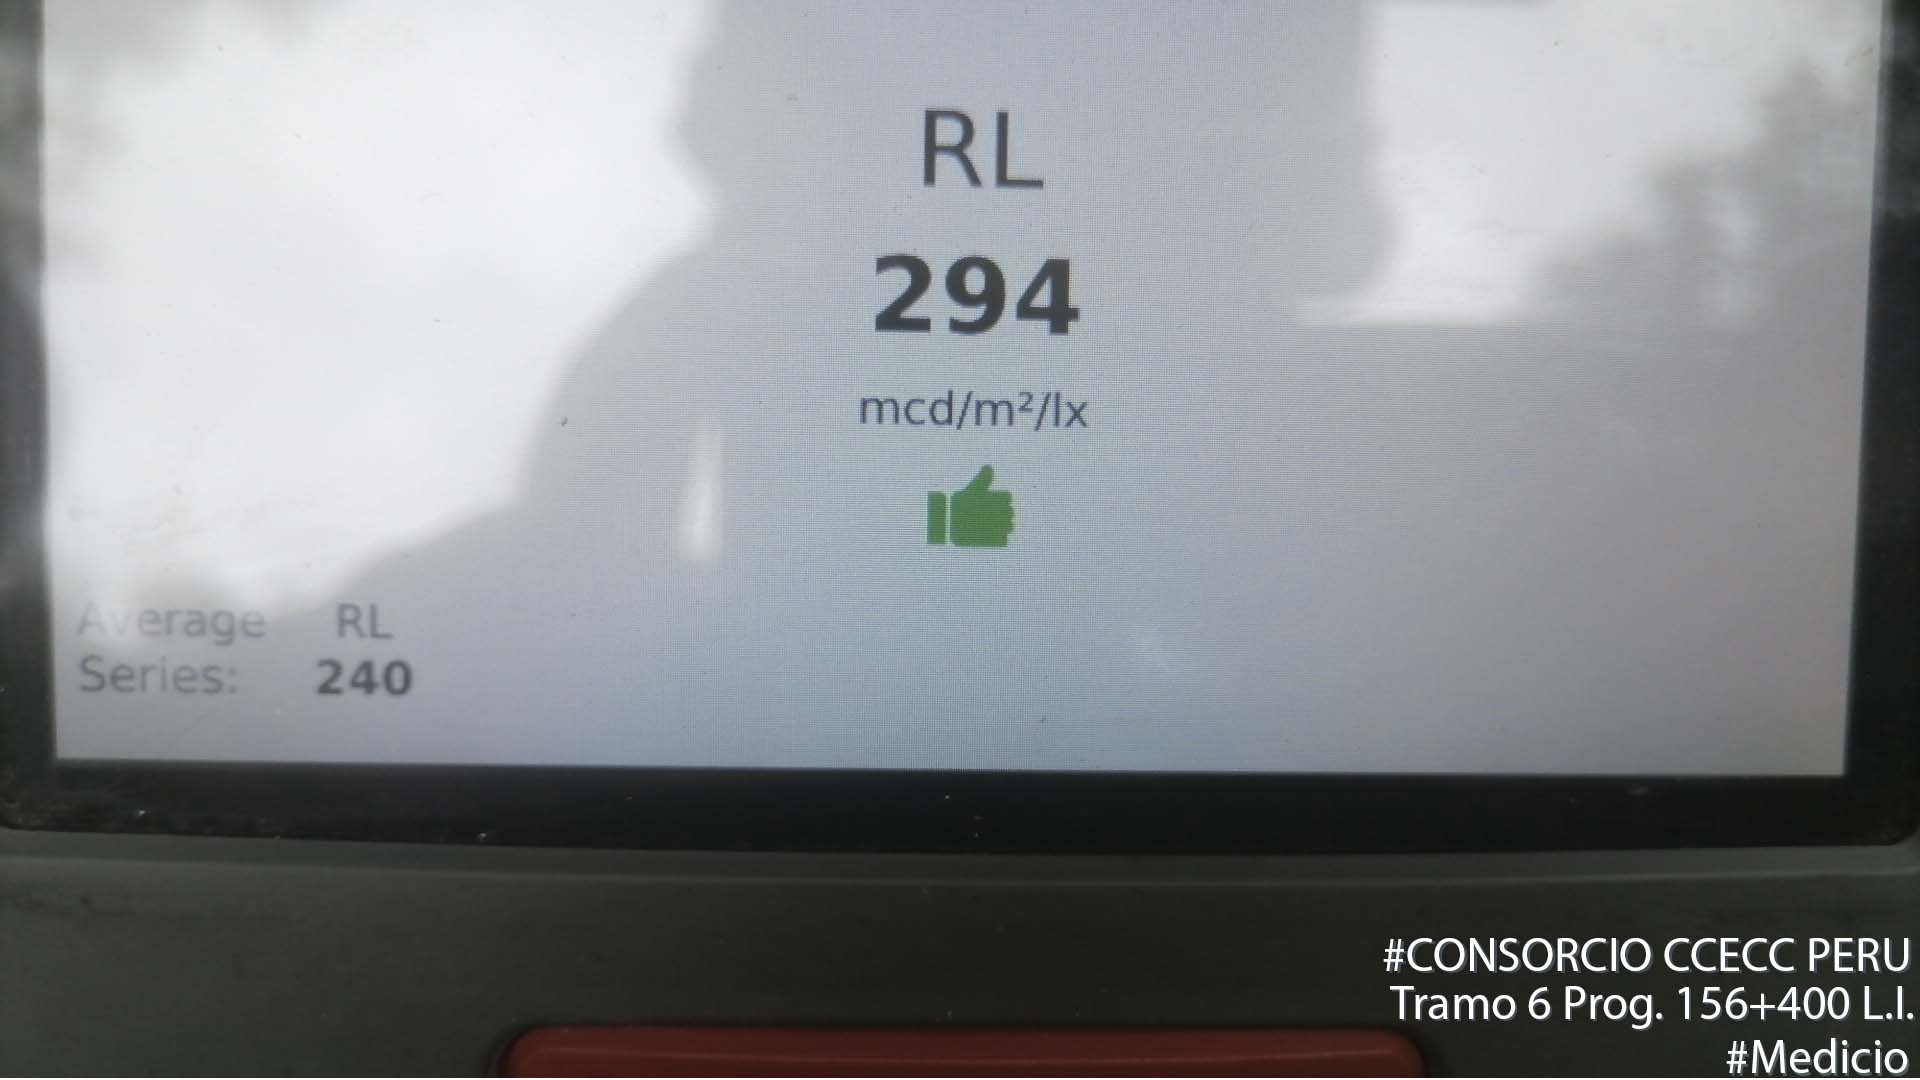 RL
294
mcd/m²/lx
Average RL
Series: 240
#CONSORCIO CCECC PERU
Tramo 6 Prog. 156+400 L.I.
#Medicio